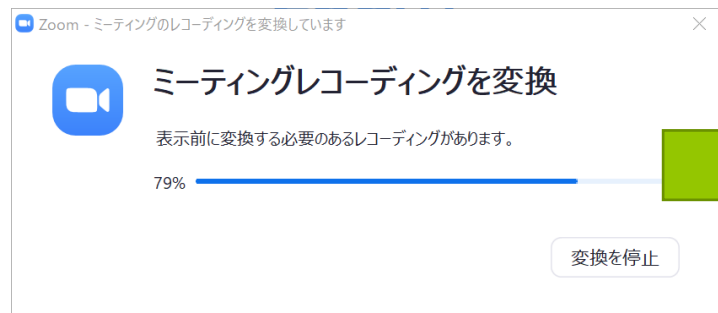 Zoom - ミーティングのレコーディングを変換しています
ミーティングレコーディングを変換
表示前に変換する必要のあるレコーディングがあります。
79%
変換を停止